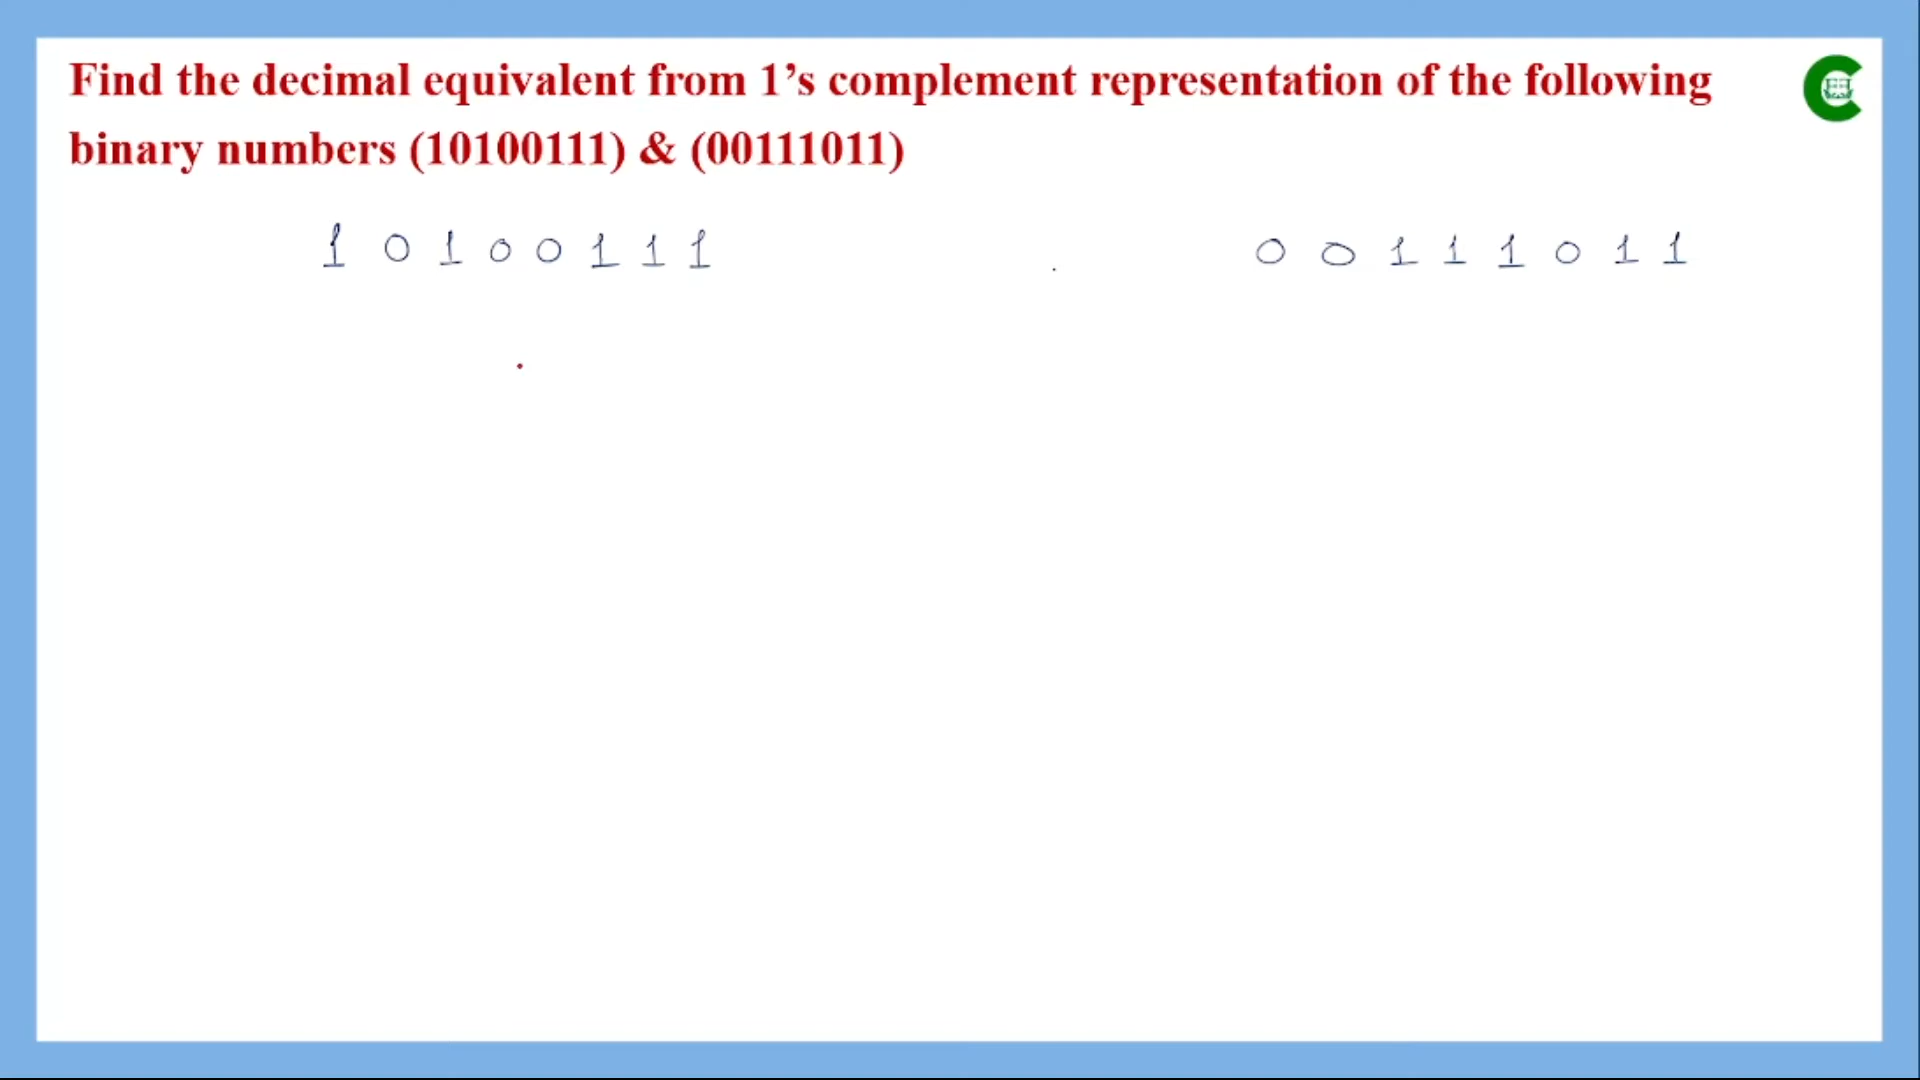 Find the decimal equivalent from 1’s complement representation of the following
binary numbers (10100111) & (00111011)
1 0 1 0 0 1 1 1 0 0 1 1 1 0 1 1